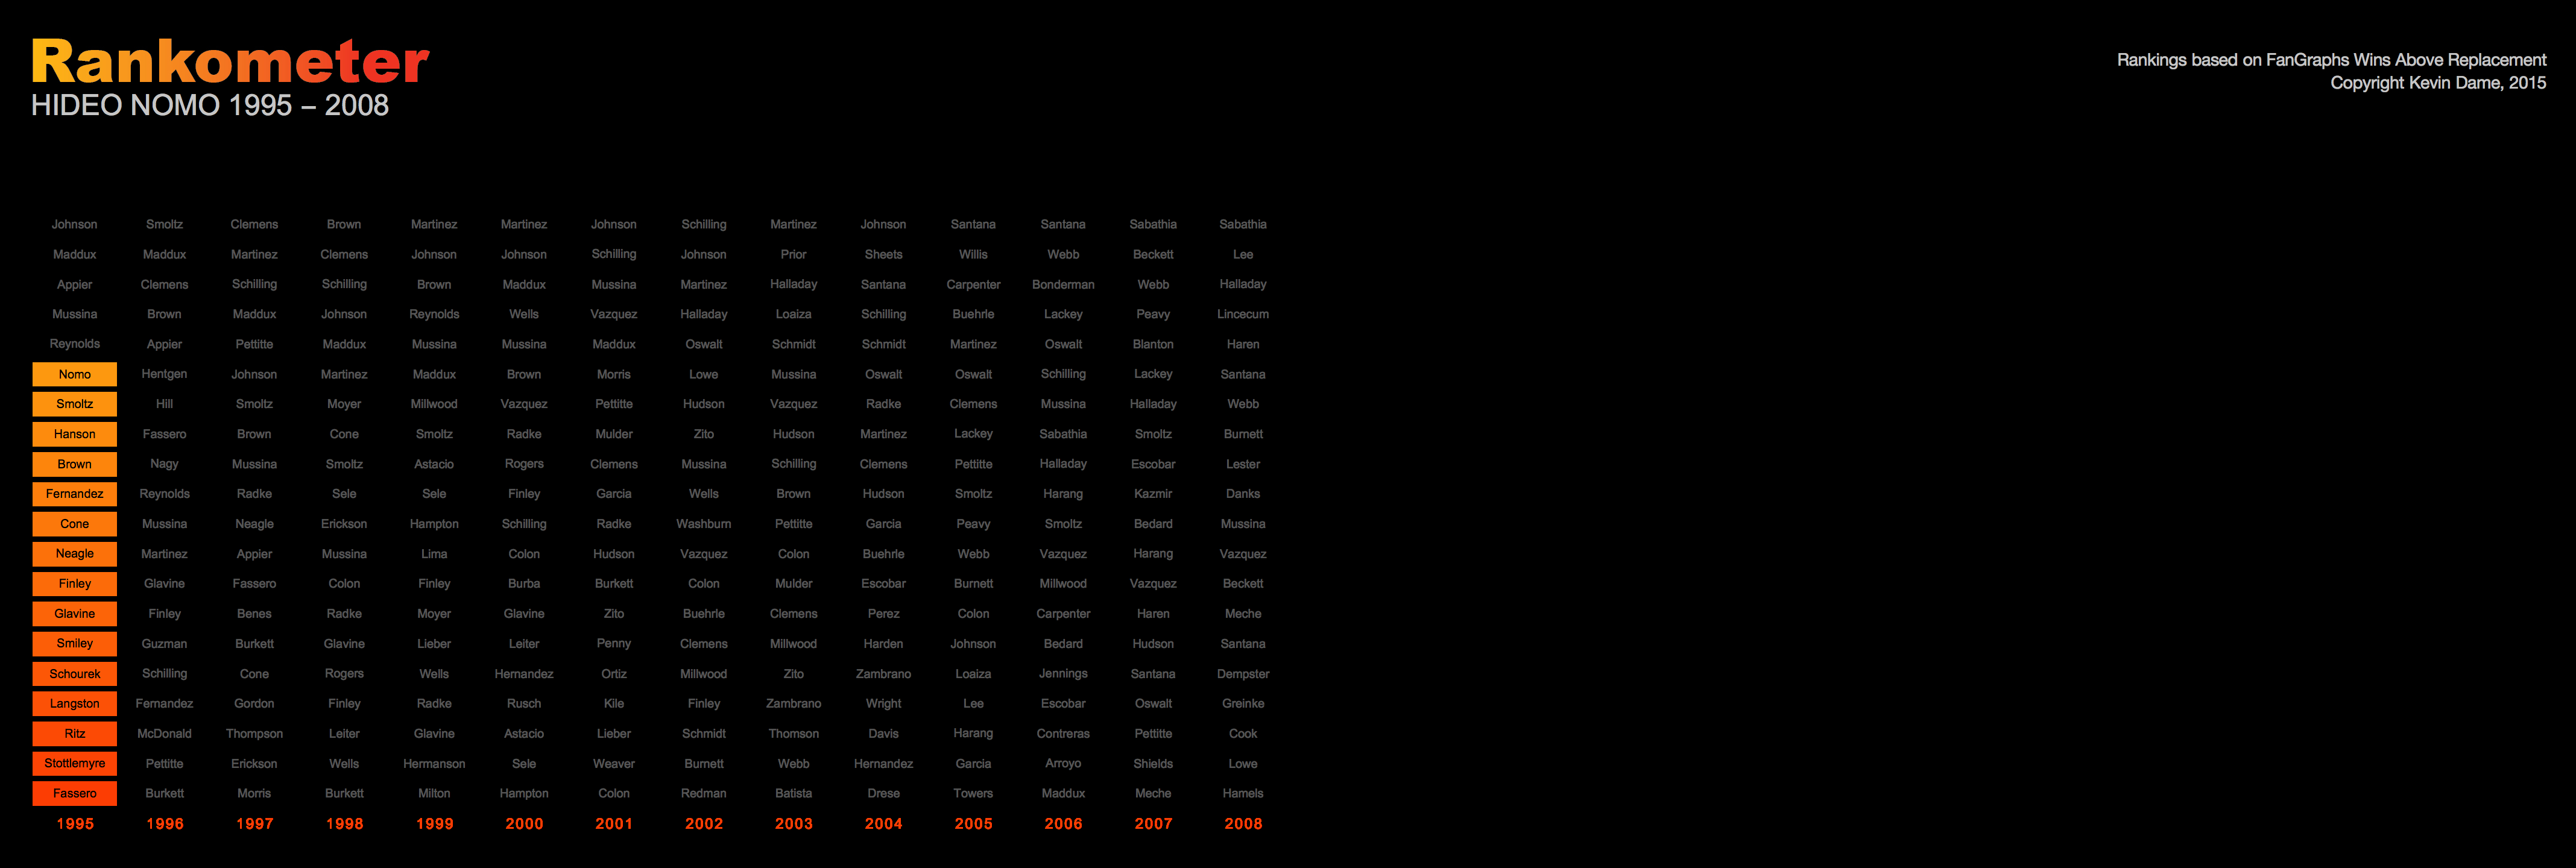 Rankometer
HIDEO NOMO 1995 – 2008
Rankings based on FanGraphs Wins Above Replacement
Copyright Kevin Dame, 2015
Johnson Smoltz Clemens Brown Martinez Martinez Johnson Schilling Martinez Johnson Santana Santana Sabathia Sabathia
Maddux Maddux Martinez Clemens Johnson Johnson Schilling Johnson Prior Sheets Willis Webb Beckett Lee
Appier Clemens Schilling Schilling Brown Maddux Mussina Martinez Halladay Santana Carpenter Bonderman Webb Halladay
Mussina Brown Maddux Johnson Reynolds Wells Vazquez Halladay Loaiza Schilling Buehrle Lackey Peavy Lincecum
Reynolds Appier Pettitte Maddux Mussina Mussina Maddux Oswalt Schmidt Schmidt Martinez Oswalt Blanton Haren
Nomo Hentgen Johnson Martinez Maddux Brown Morris Lowe Mussina Oswalt Oswalt Schilling Lackey Santana
Smoltz Hill Smoltz Moyer Millwood Vazquez Pettitte Hudson Vazquez Radke Clemens Mussina Halladay Webb
Hanson Fassero Brown Cone Smoltz Radke Mulder Zito Hudson Martinez Lackey Sabathia Smoltz Burnett
Brown Nagy Mussina Smoltz Astacio Rogers Clemens Mussina Schilling Clemens Pettitte Halladay Escobar Lester
Fernandez Reynolds Radke Sele Sele Finley Garcia Wells Brown Hudson Smoltz Harang Kazmir Danks
Cone Mussina Neagle Erickson Hampton Schilling Radke Washburn Pettitte Garcia Peavy Smoltz Bedard Mussina
Neagle Martinez Appier Mussina Lima Colon Hudson Vazquez Colon Buehrle Webb Vazquez Harang Vazquez
Finley Glavine Fassero Colon Finley Burba Burkett Colon Mulder Escobar Burnett Millwood Vazquez Beckett
Glavine Finley Benes Radke Moyer Glavine Zito Buehrle Clemens Perez Colon Carpenter Haren Meche
Smiley Guzman Burkett Glavine Lieber Leiter Penny Clemens Millwood Harden Johnson Bedard Hudson Santana
Schourek Schilling Cone Rogers Wells Hernandez Ortiz Millwood Zito Zambrano Loaiza Jennings Santana Dempster
Langston Fernandez Gordon Finley Radke Rusch Kile Finley Zambrano Wright Lee Escobar Oswalt Greinke
Ritz McDonald Thompson Leiter Glavine Astacio Lieber Schmidt Thomson Davis Harang Contreras Pettitte Cook
Stottlemyre Pettitte Erickson Wells Hermanson Sele Weaver Burnett Webb Hernandez Garcia Arroyo Shields Lowe
Fassero Burkett Morris Burkett Milton Hampton Colon Redman Batista Drese Towers Maddux Meche Hamels
1995 1996 1997 1998 1999 2000 2001 2002 2003 2004 2005 2006 2007 2008